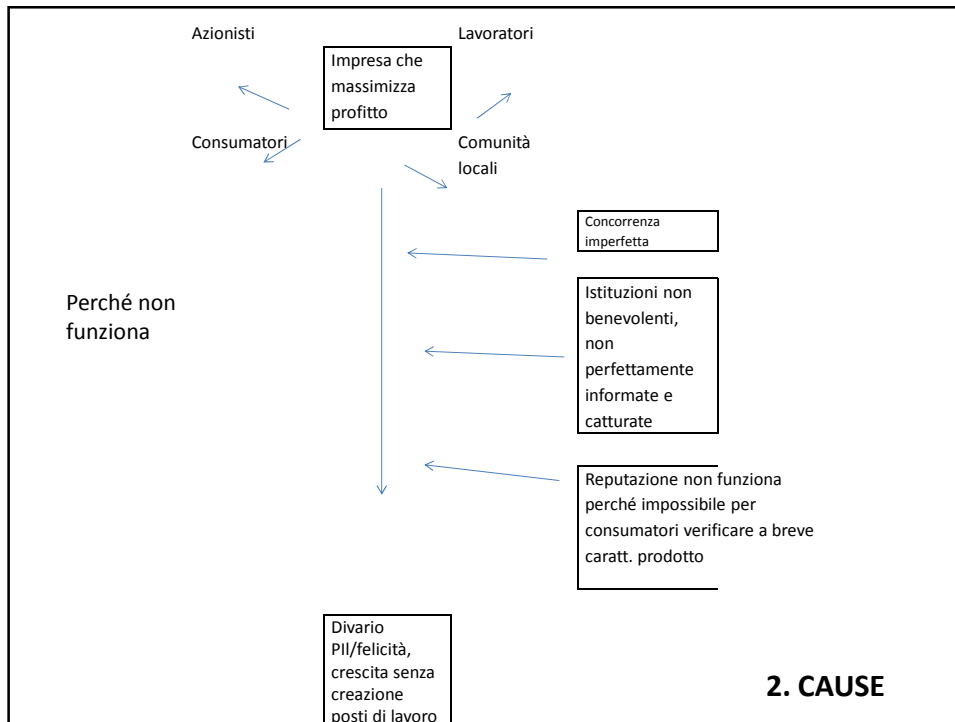 Azionisti
Lavoratori
Impresa che
massimizza
profitto
Consumatori
Comunità
locali
Concorrenza
imperfetta
Perché non
funziona
Istituzioni non
benevolenti,
non
perfettamente
informate e
catturate
Reputazione non funziona
perché impossibile per
consumatori verificare a breve
caratt. prodotto
Divario
PIl/felicità,
crescita senza
creazione
posti di lavoro
2. CAUSE